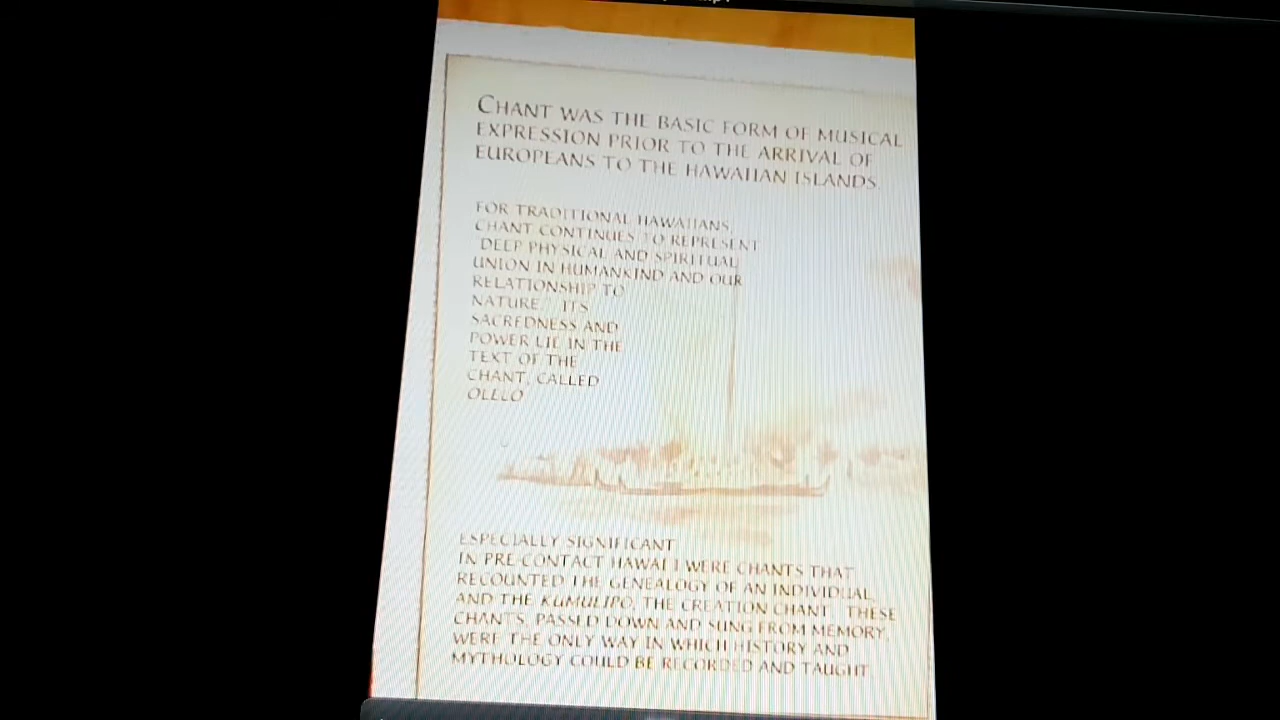 CHANT WAS THE BASIC FORM OF MUSICAL
EXPRESSION PRIOR TO THE ARRIVAL OF
EUROPEANS TO THE HAWAIIAN ISLANDS.
FOR TRADITIONAL HAWAIIANS,
CHANT CONTINUES TO REPRESENT
"DEEP PHYSICAL AND SPIRITUAL
UNION IN HUMANKIND AND OUR
RELATIONSHIP TO
NATURE." ITS
SACREDNESS AND
POWER LIE IN THE
TEXT OF THE
CHANT, CALLED
OLELO
ESPECIALLY SIGNIFICANT
IN PRE-CONTACT HAWAI'I WERE CHANTS THAT
RECOUNTED THE GENEALOGY OF AN INDIVIDUAL,
AND THE KUMULIPO, THE CREATION CHANT. THESE
CHANTS, PASSED DOWN AND SUNG FROM MEMORY,
WERE THE ONLY WAY IN WHICH HISTORY AND
MYTHOLOGY COULD BE RECORDED AND TAUGHT